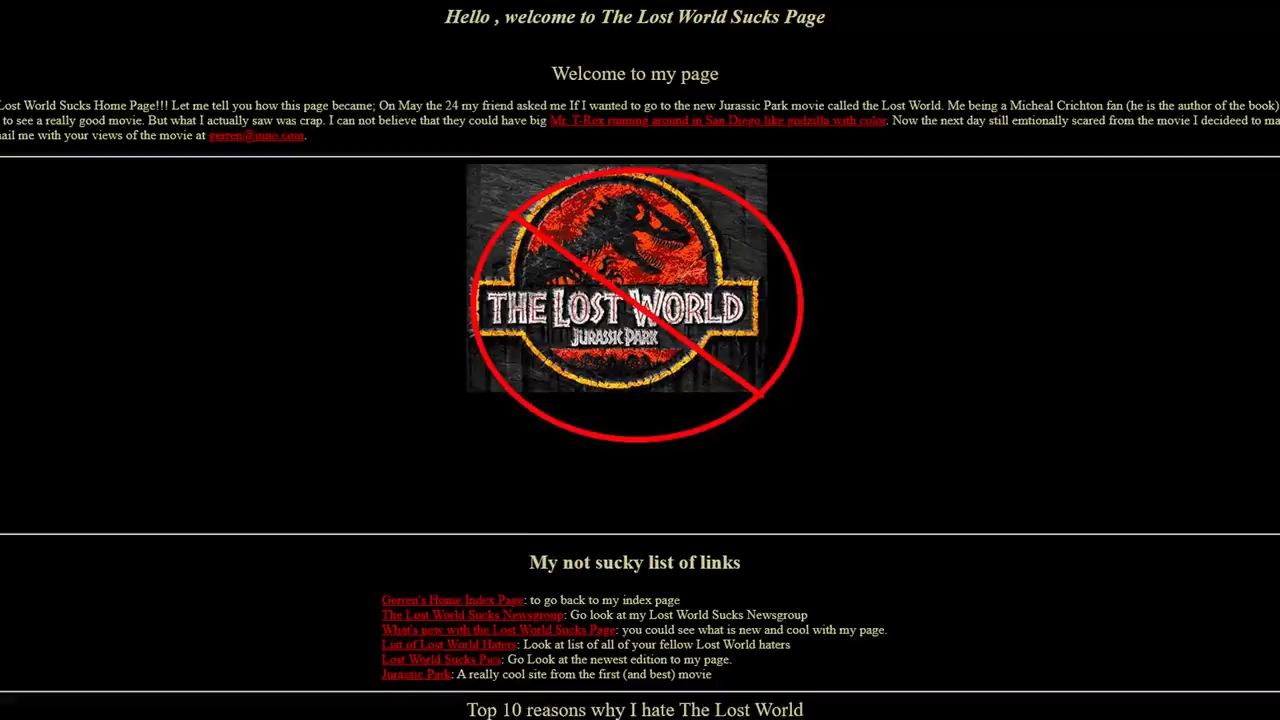 Hello , welcome to The Lost World Sucks Page
Welcome to my page
Lost World Sucks Home Page!!! Let me tell you how this page became; On May the 24 my friend asked me If I wanted to go to the new Jurassic Park movie called the Lost World. Me being a Micheal Crichton fan (he is the author of the book)
to see a really good movie. But what I actually saw was crap. I can not believe that they could have big Mr. T-Rex running around in San Diego like godzilla with color. Now the next day still emtionally scared from the movie I decideed to ma
ail me with your views of the movie at gerren@juno.com.
THE LOST WORLD
JURASSIC PARK
My not sucky list of links
Gerren's Home Index Page: to go back to my index page
The Lost World Sucks Newsgroup: Go look at my Lost World Sucks Newsgroup
What's new with the Lost World Sucks Page: you could see what is new and cool with my page.
List of Lost World Haters: Look at list of all of your fellow Lost World haters
Lost World Sucks Pics: Go Look at the newest edition to my page.
Jurassic Park: A really cool site from the first (and best) movie
Top 10 reasons why I hate The Lost World